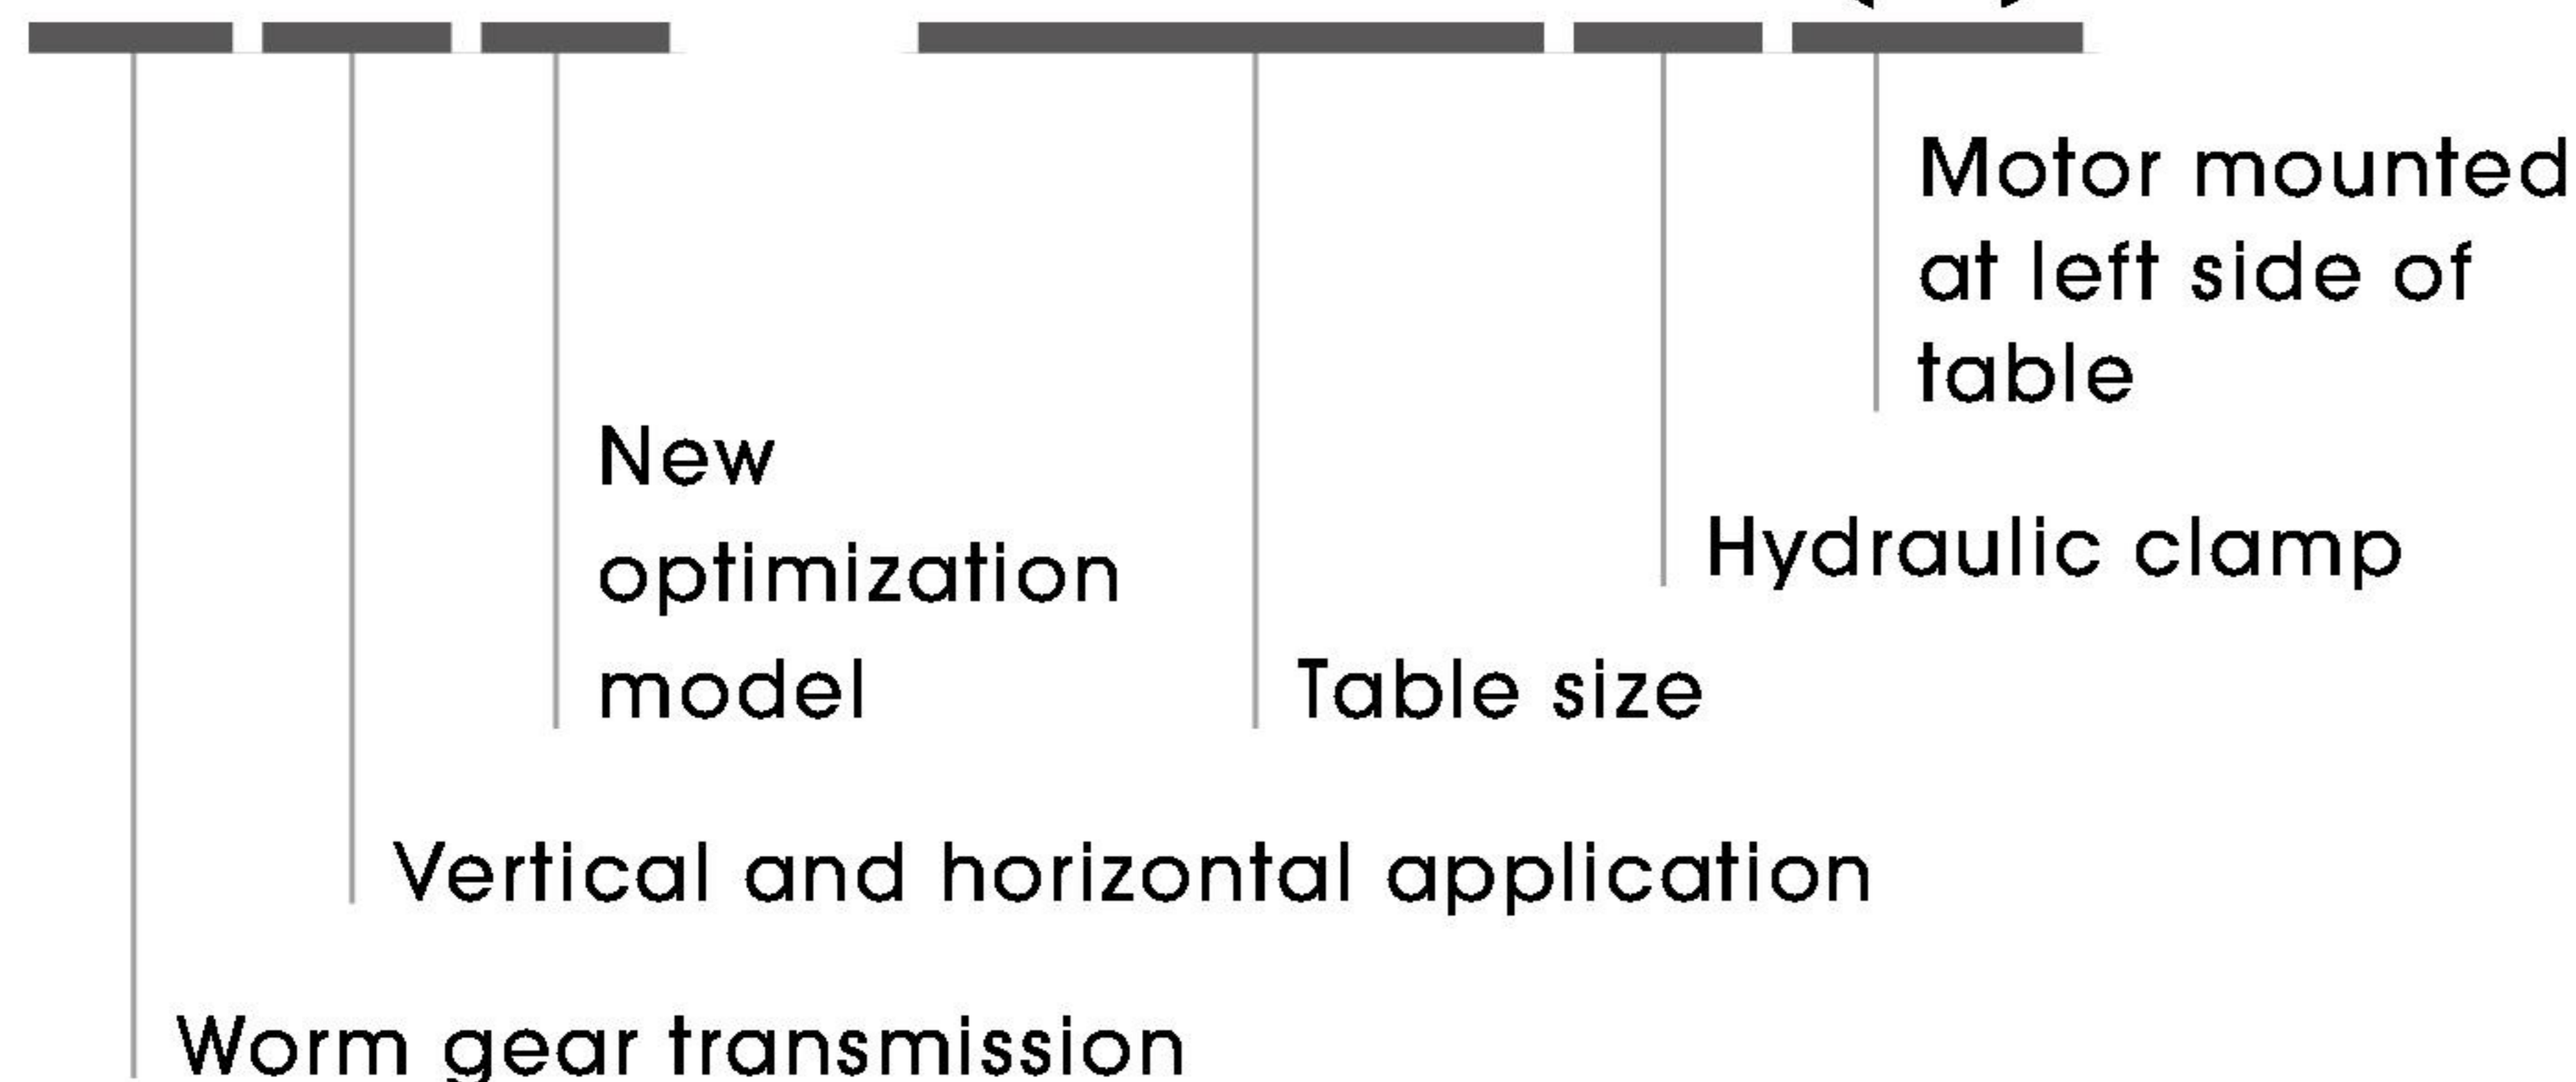 Motor mounted
at left side of
table
New
optimization
model
Hydraulic clamp
Table size
Vertical and horizontal application
Worm gear transmission